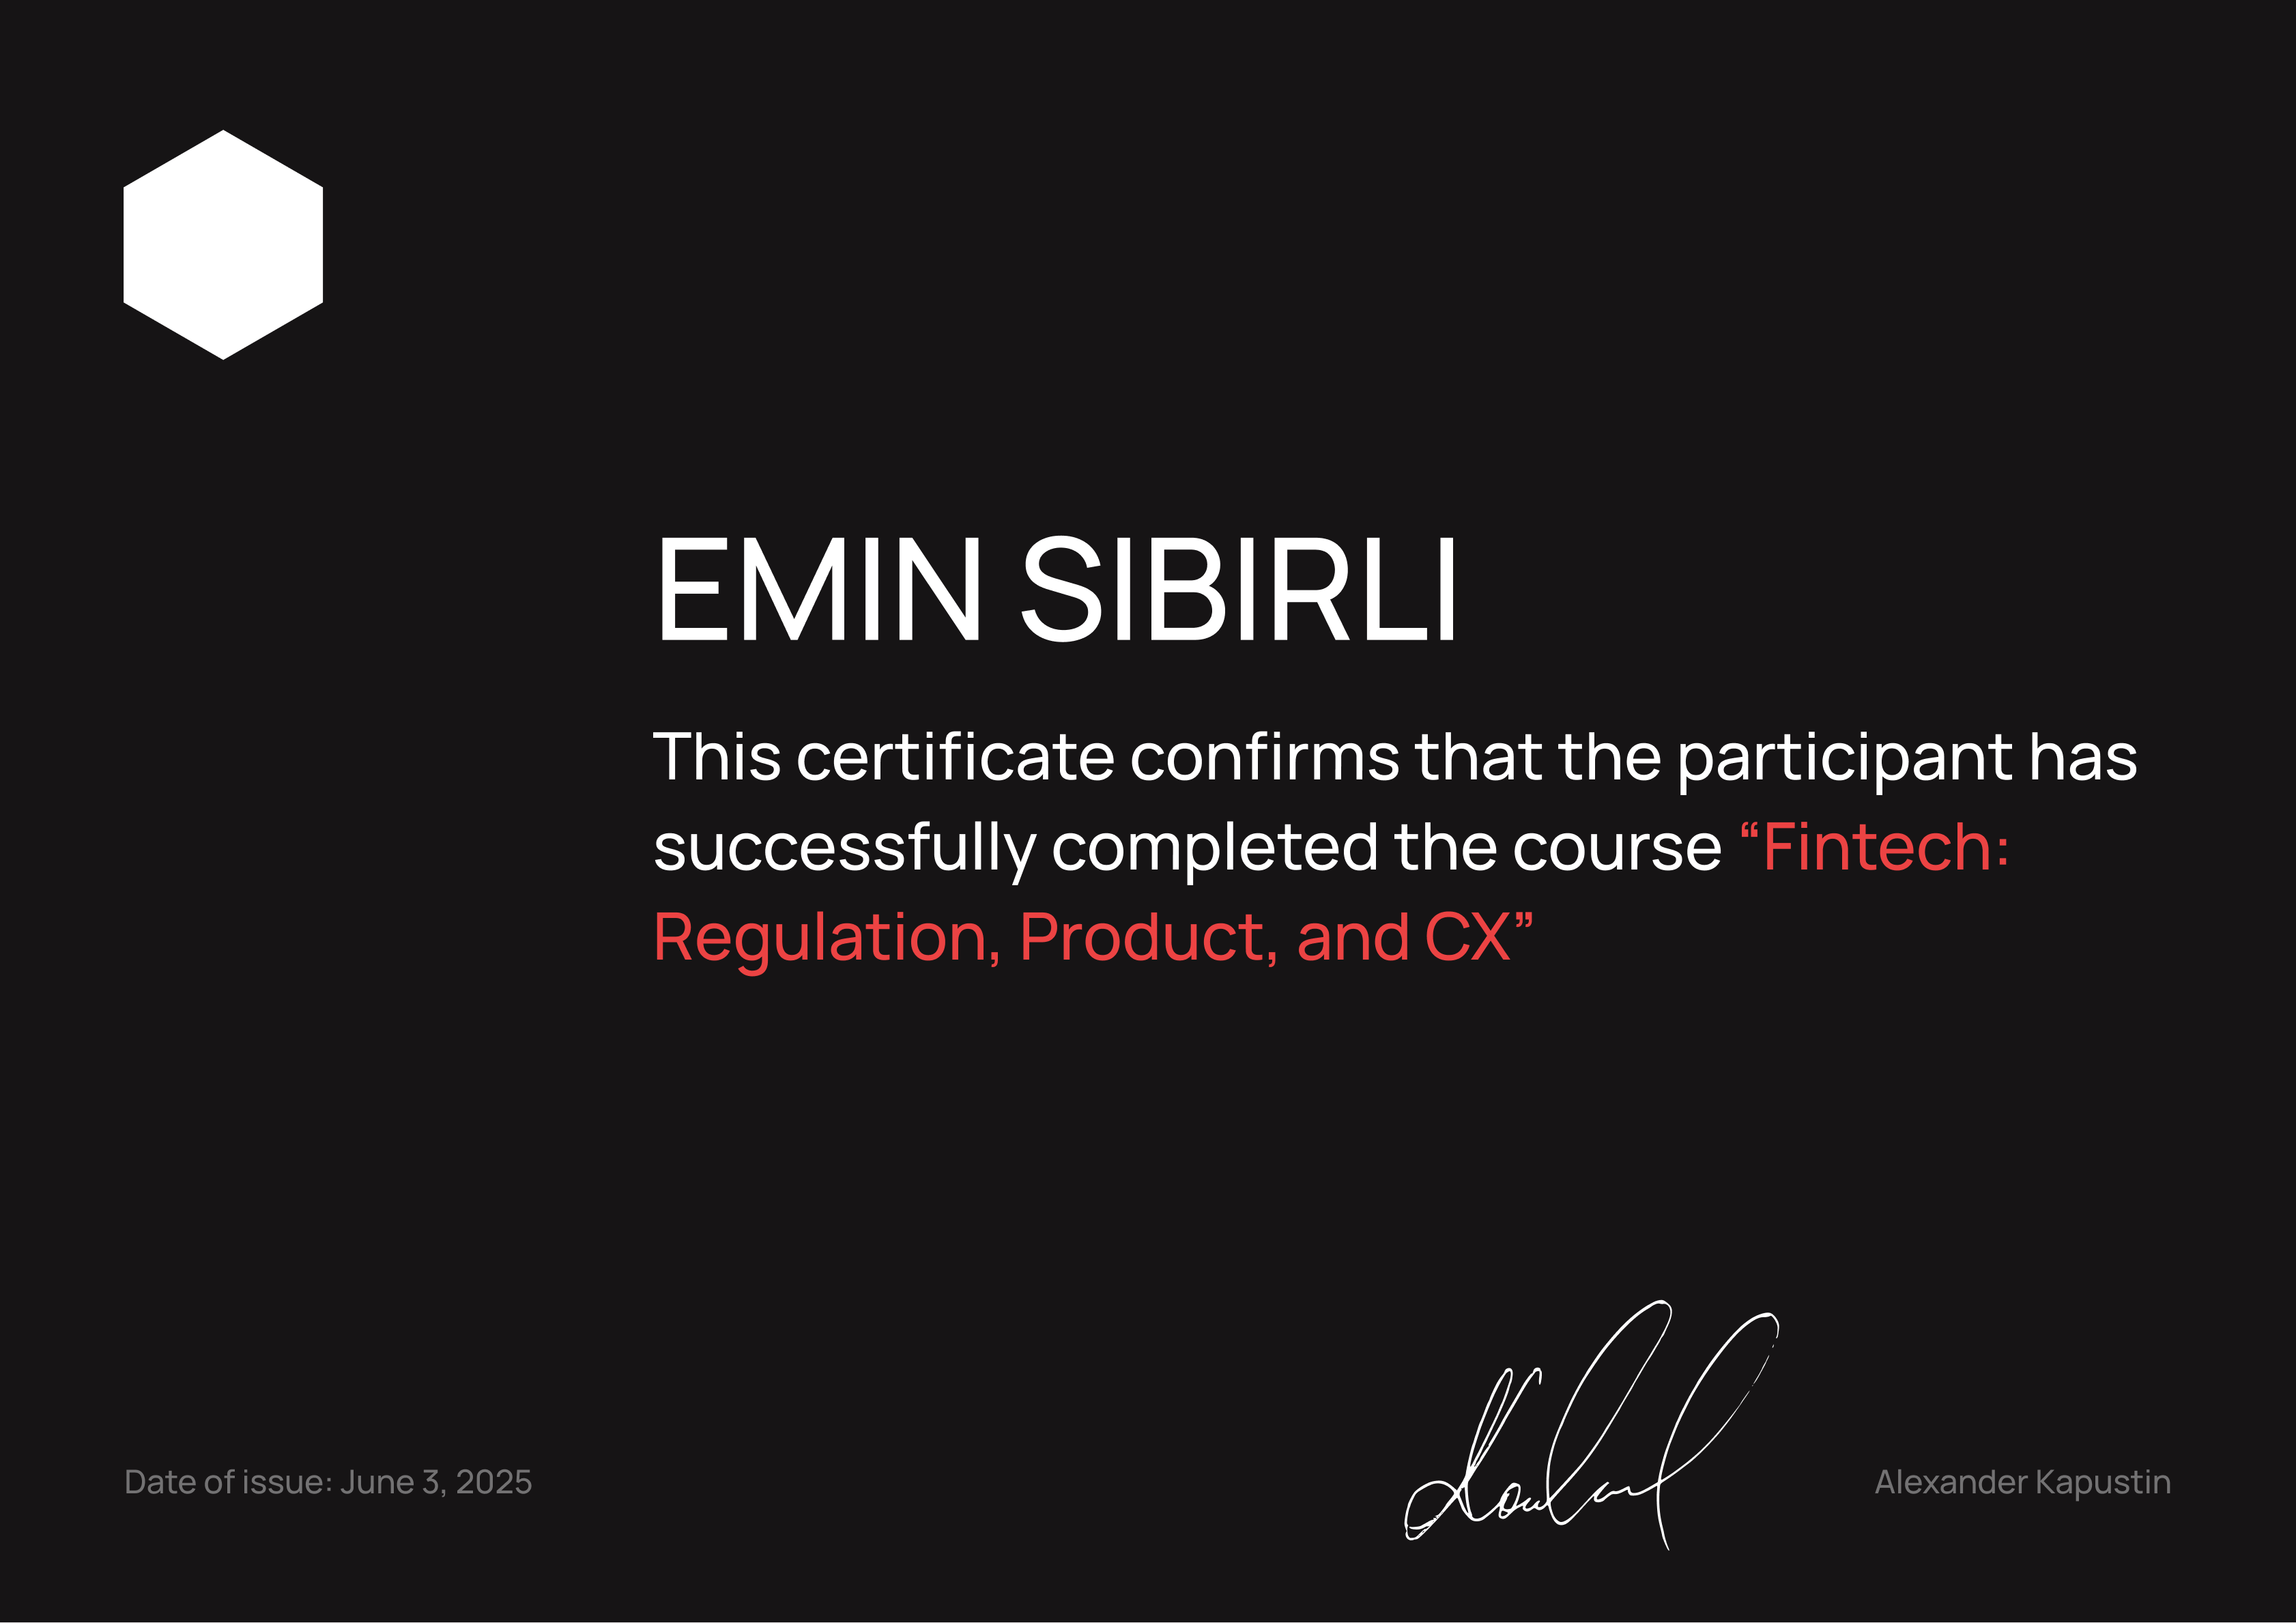 EMIN SIBIRLI
This certificate confirms that the participant has
successfully completed the course “Fintech:
Regulation, Product, and CX”
Date of issue: June 3, 2025
Alexander Kapustin